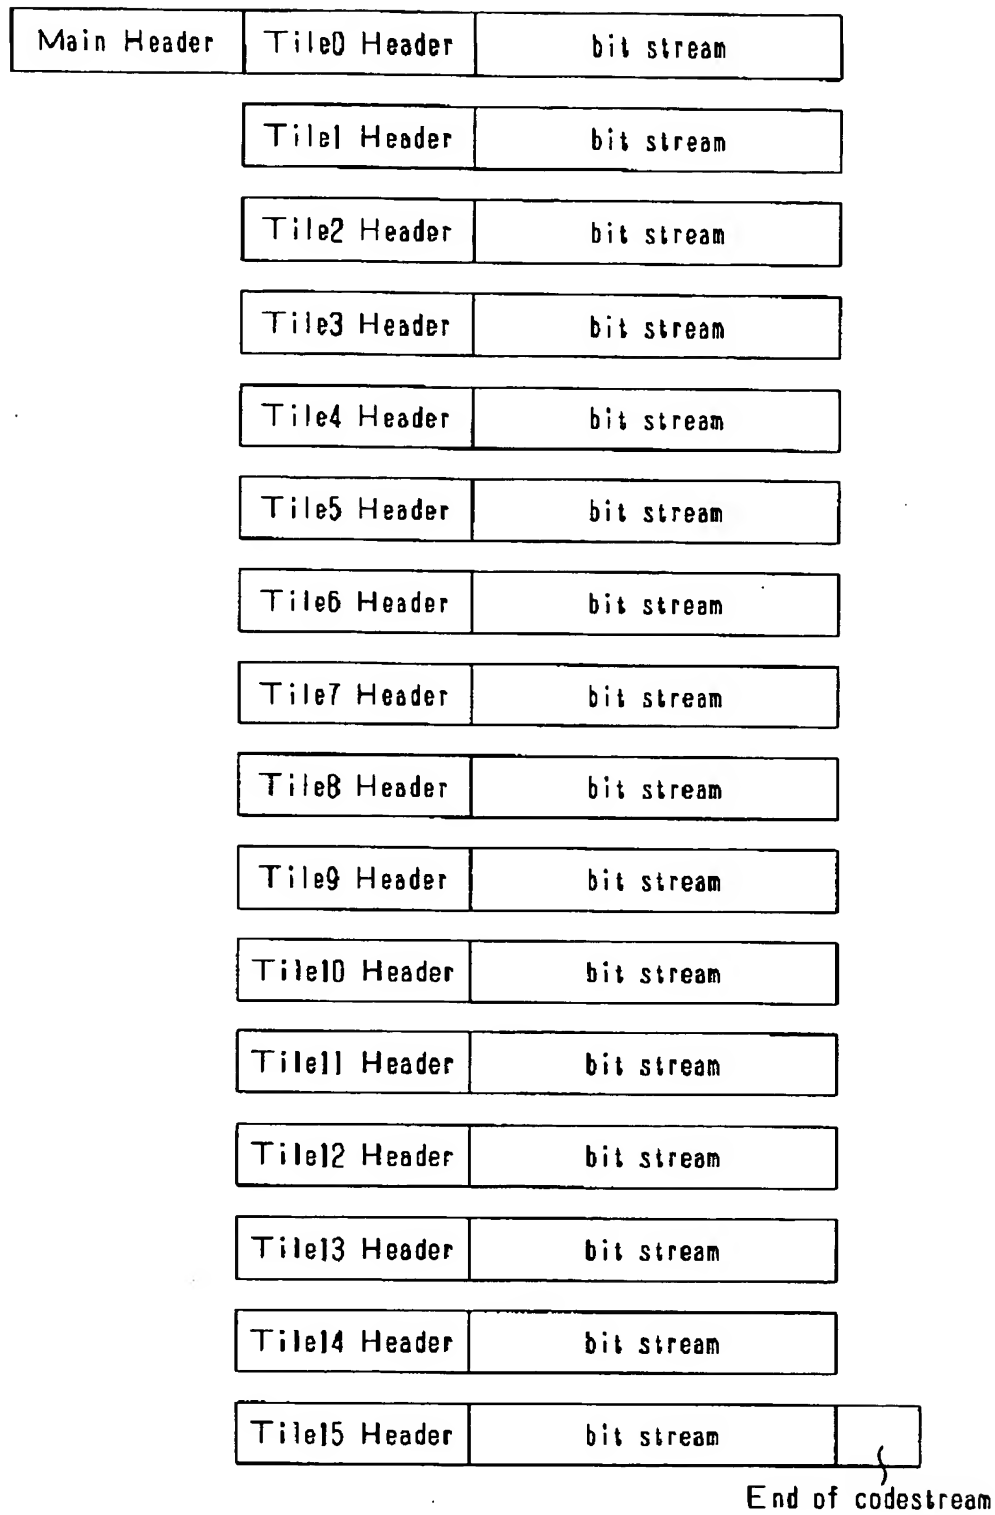 Main Header Tile0 Header bit stream
Tile1 Header bit stream
Tile2 Header bit stream
Tile3 Header bit stream
Tile4 Header bit stream
Tile5 Header bit stream
Tile6 Header bit stream
Tile7 Header bit stream
Tile8 Header bit stream
Tile9 Header bit stream
Tile10 Header bit stream
Tile11 Header bit stream
Tile12 Header bit stream
Tile13 Header bit stream
Tile14 Header bit stream
Tile15 Header bit stream
End of codestream